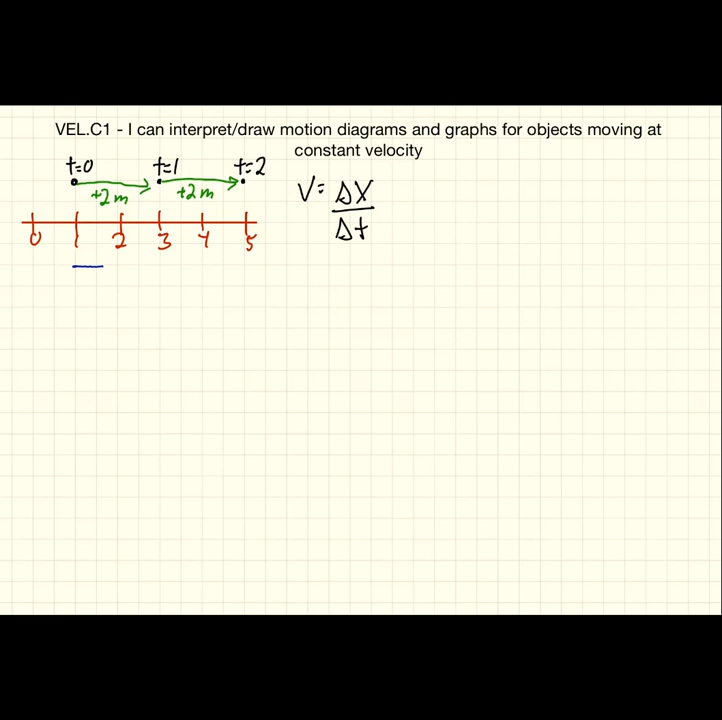 VEL.C1 - I can interpret/draw motion diagrams and graphs for objects moving at
constant velocity
t=0 t=1 t=2
+2m +2m
V= ΔX
Δt
0 1 2 3 4 5